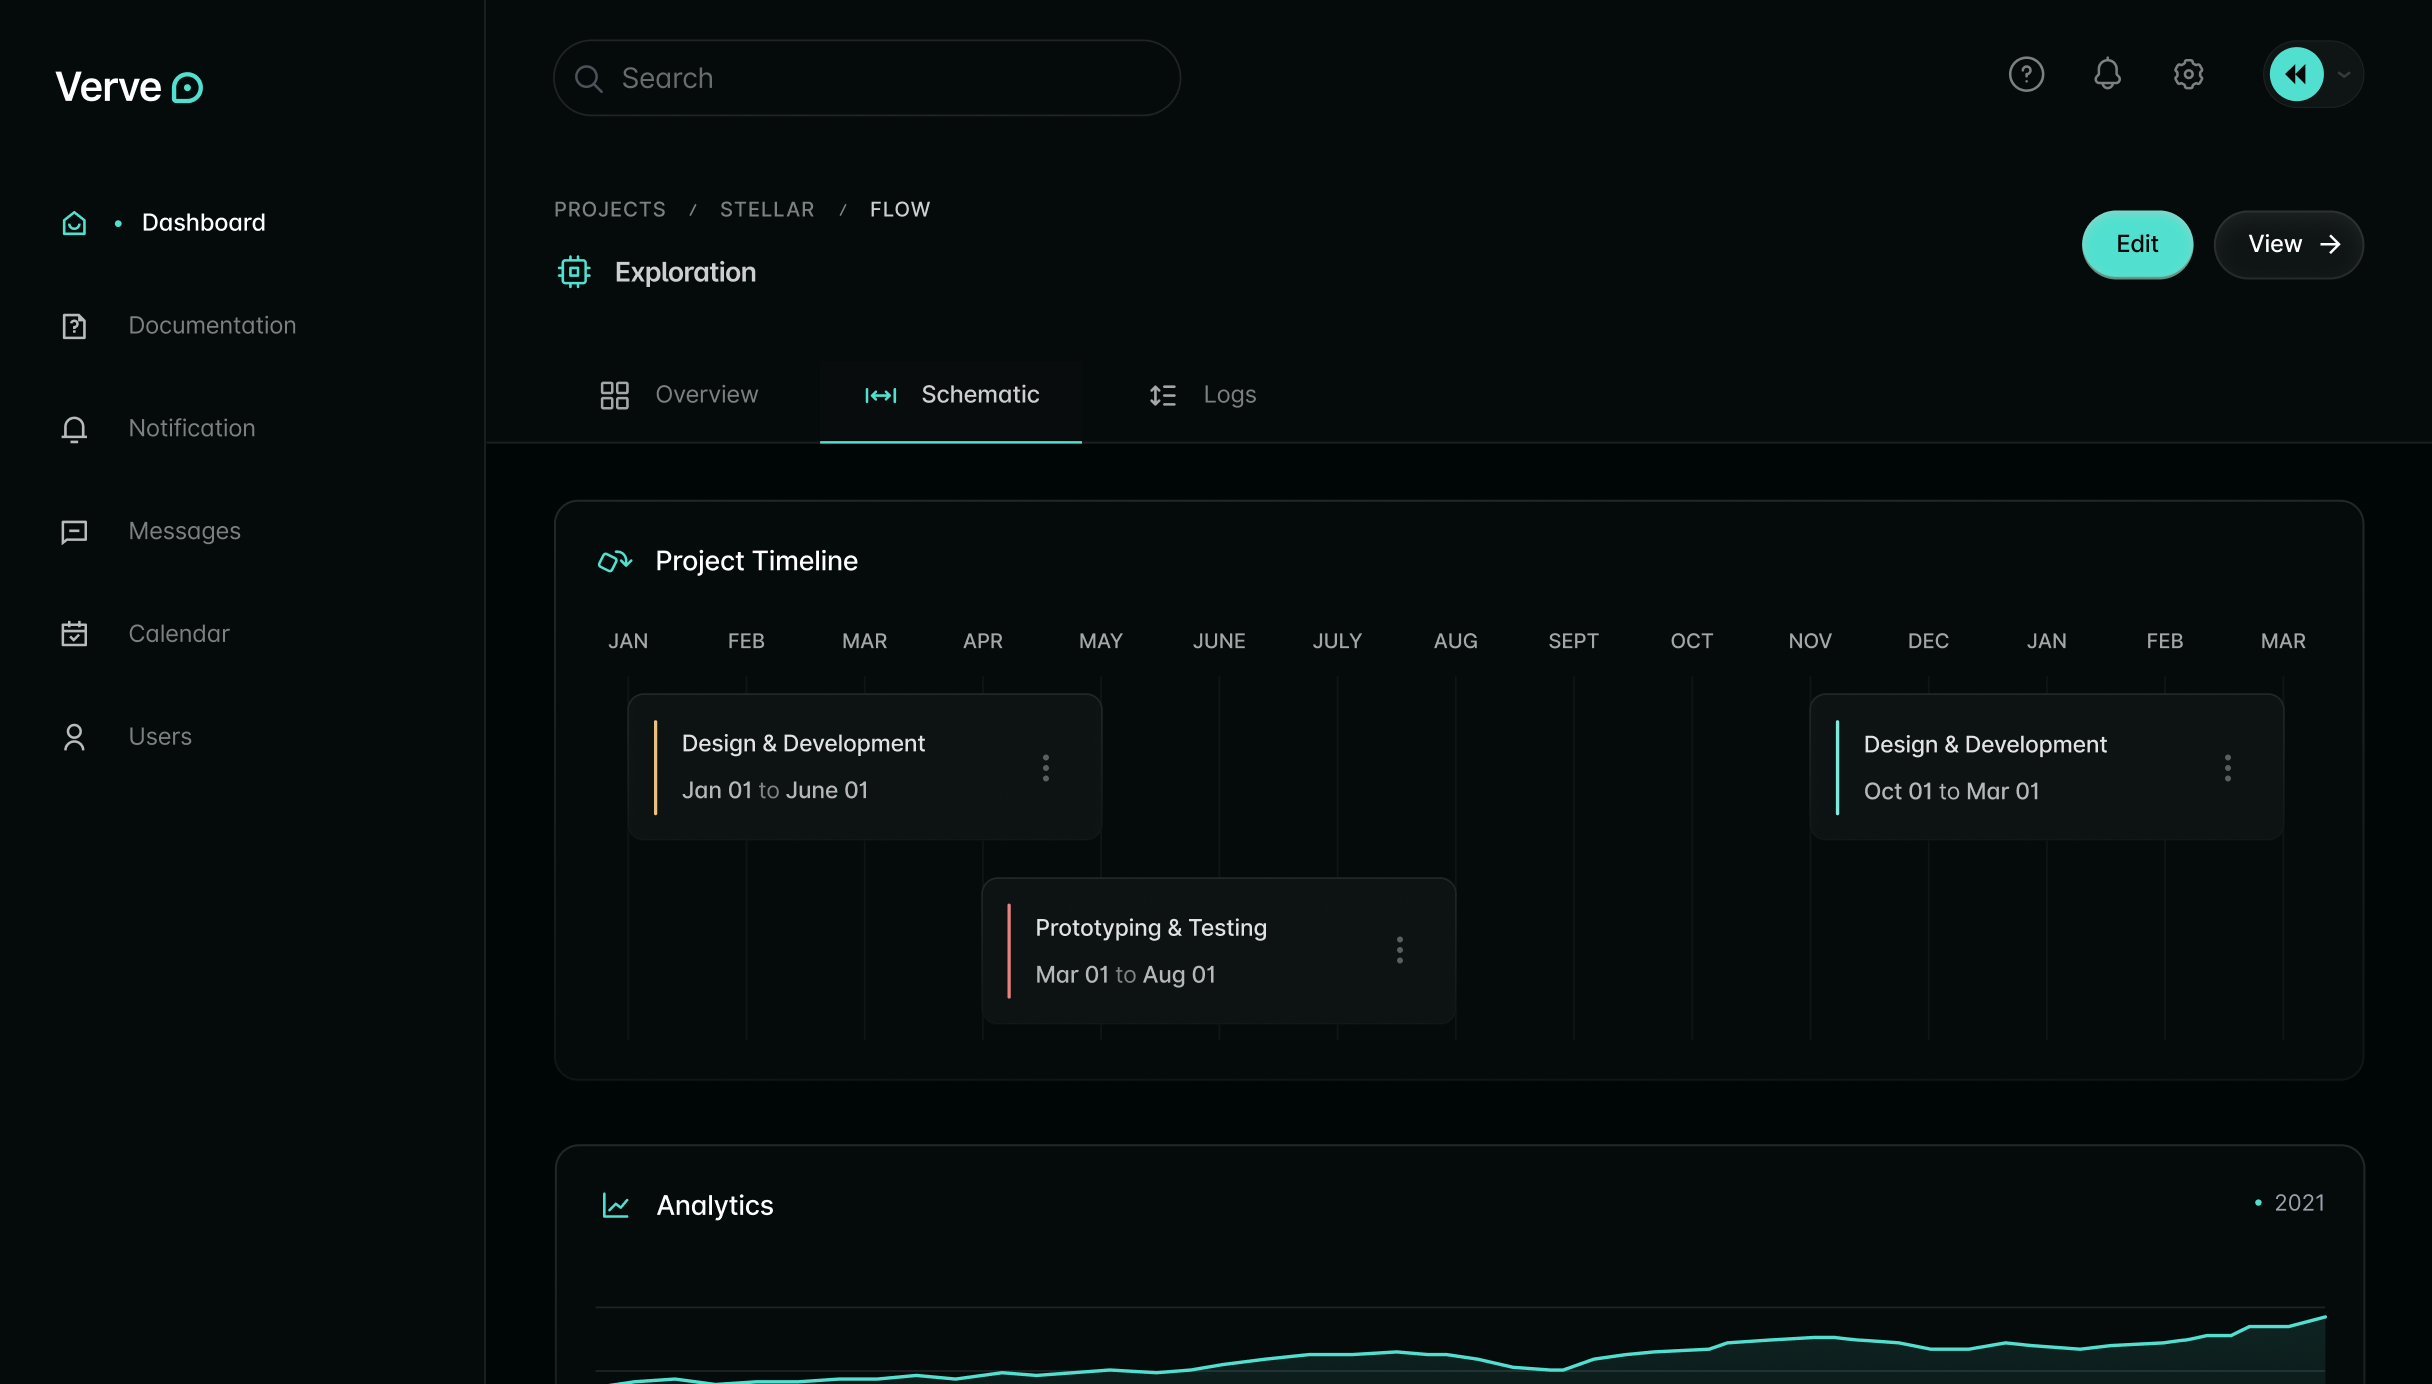 Verve
Search
Dashboard
Documentation
Notification
Messages
Calendar
Users
PROJECTS / STELLAR / FLOW
Exploration
Edit
View
Overview
Schematic
Logs
Project Timeline
JAN FEB MAR APR MAY JUNE JULY AUG SEPT OCT NOV DEC JAN FEB MAR
Design & Development
Jan 01 to June 01
Design & Development
Oct 01 to Mar 01
Prototyping & Testing
Mar 01 to Aug 01
Analytics
2021